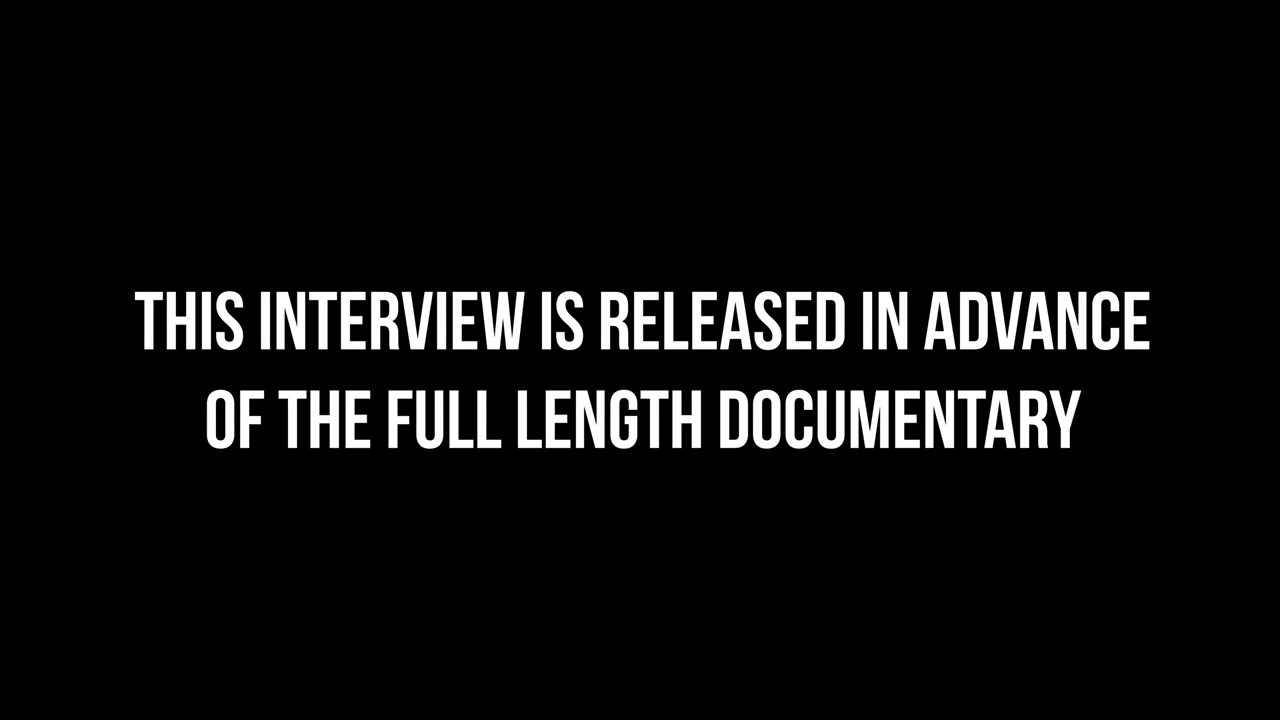 THIS INTERVIEW IS RELEASED IN ADVANCE
OF THE FULL LENGTH DOCUMENTARY